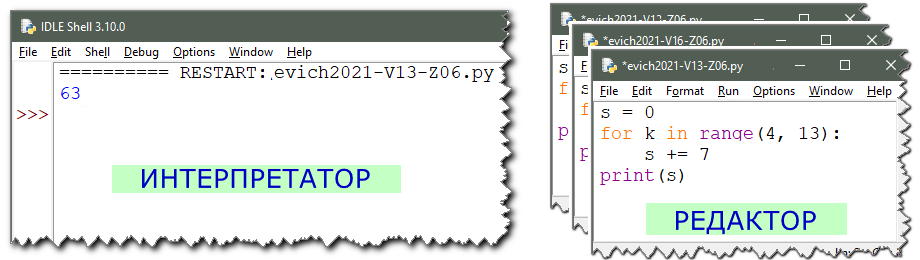 IDLE Shell 3.10.0
File Edit Shell Debug Options Window Help
========== RESTART: evich2021-V13-Z06.py
63
>>>
ИНТЕРПРЕТАТОР
*evich2021-V13-Z06.py
*evich2021-V16-Z06.py
*evich2021-V13-Z06.py
File Edit Format Run Options Window Help
s = 0
for k in range(4, 13):
s += 7
print(s)
РЕДАКТОР